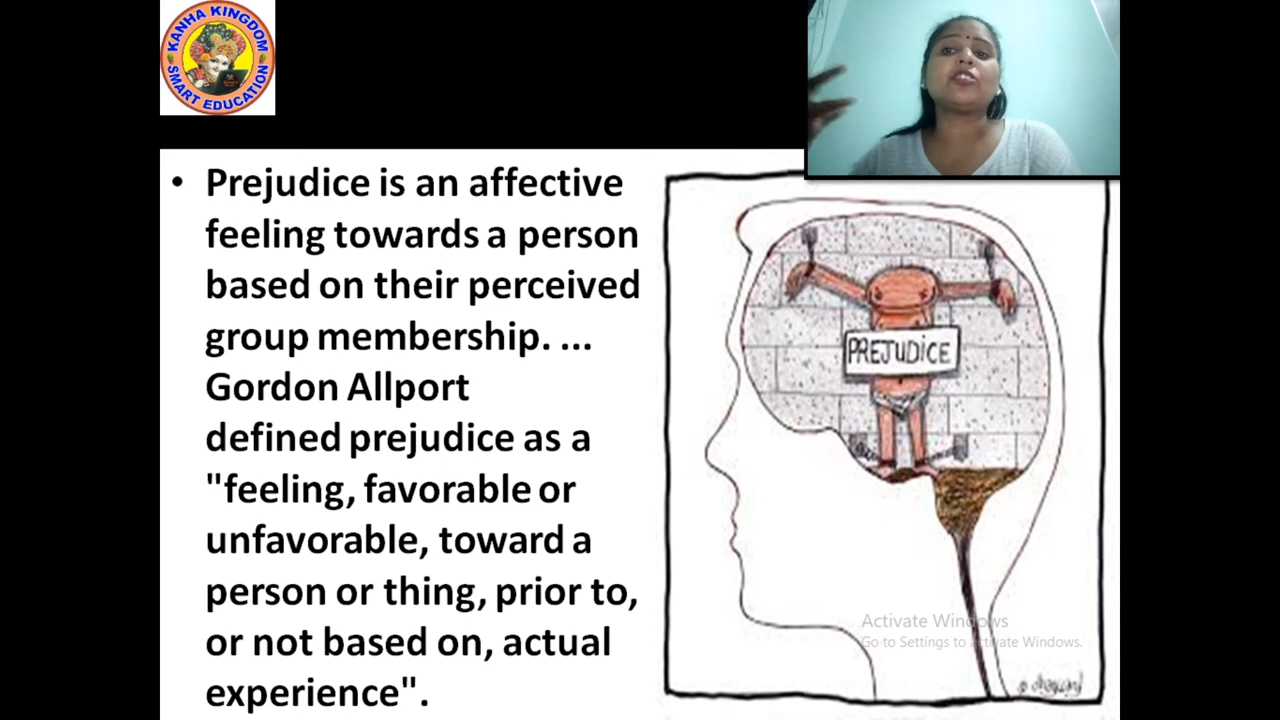 KANHA KINGDOM
SMART EDUCATION
• Prejudice is an affective
feeling towards a person
based on their perceived
group membership. ...
Gordon Allport
defined prejudice as a
"feeling, favorable or
unfavorable, toward a
person or thing, prior to,
or not based on, actual
experience".
PREJUDICE
Activate Windows
Go to Settings to activate Windows.